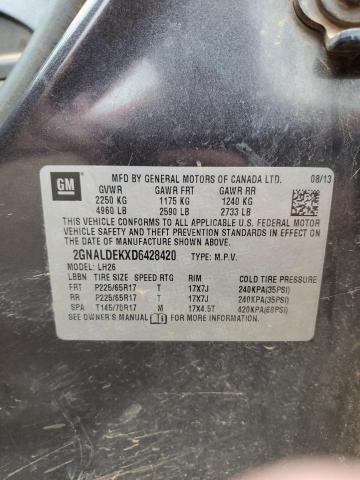 GM
MFD BY GENERAL MOTORS OF CANADA LTD. 08/13
GVWR GAWR FRT GAWR RR
2250 KG 1175 KG 1240 KG
4960 LB 2590 LB 2733 LB
THIS VEHICLE CONFORMS TO ALL APPLICABLE U.S. FEDERAL MOTOR
VEHICLE SAFETY, BUMPER, AND THEFT PREVENTION STANDARDS
IN EFFECT ON THE DATE OF MANUFACTURE SHOWN ABOVE.
2GNALDEKXD6428420 TYPE: M.P.V.
MODEL: LH26
LBBN TIRE SIZE SPEED RTG RIM COLD TIRE PRESSURE
FRT P225/65R17 T 17X7J 240KPA(35PSI)
RR P225/65R17 T 17X7J 240KPA(35PSI)
SPA T145/70R17 M 17X4.5T 420KPA(60PSI)
SEE OWNER'S MANUAL FOR ADDITIONAL INFORMATION